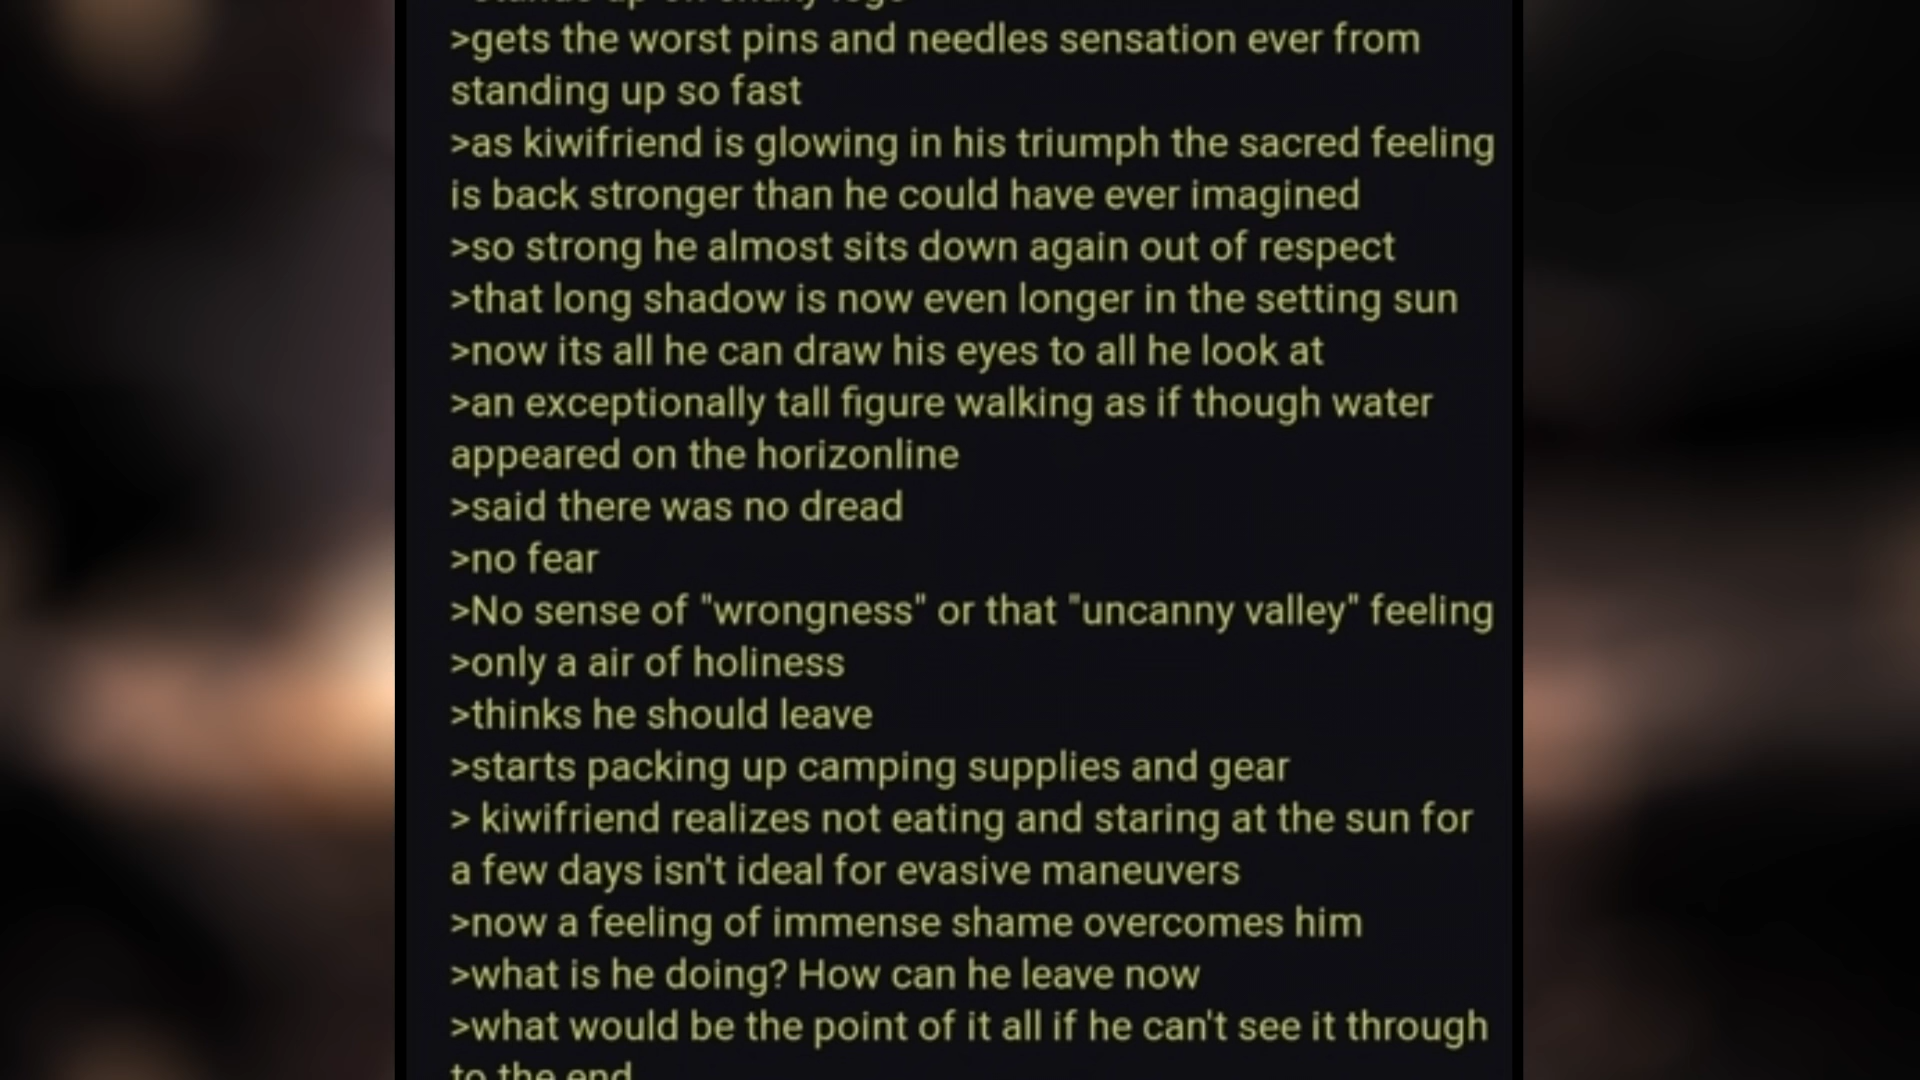 >gets the worst pins and needles sensation ever from
standing up so fast
>as kiwifriend is glowing in his triumph the sacred feeling
is back stronger than he could have ever imagined
>so strong he almost sits down again out of respect
>that long shadow is now even longer in the setting sun
>now its all he can draw his eyes to all he look at
>an exceptionally tall figure walking as if though water
appeared on the horizonline
>said there was no dread
>no fear
>No sense of "wrongness" or that "uncanny valley" feeling
>only a air of holiness
>thinks he should leave
>starts packing up camping supplies and gear
> kiwifriend realizes not eating and staring at the sun for
a few days isn't ideal for evasive maneuvers
>now a feeling of immense shame overcomes him
>what is he doing? How can he leave now
>what would be the point of it all if he can't see it through
to the end